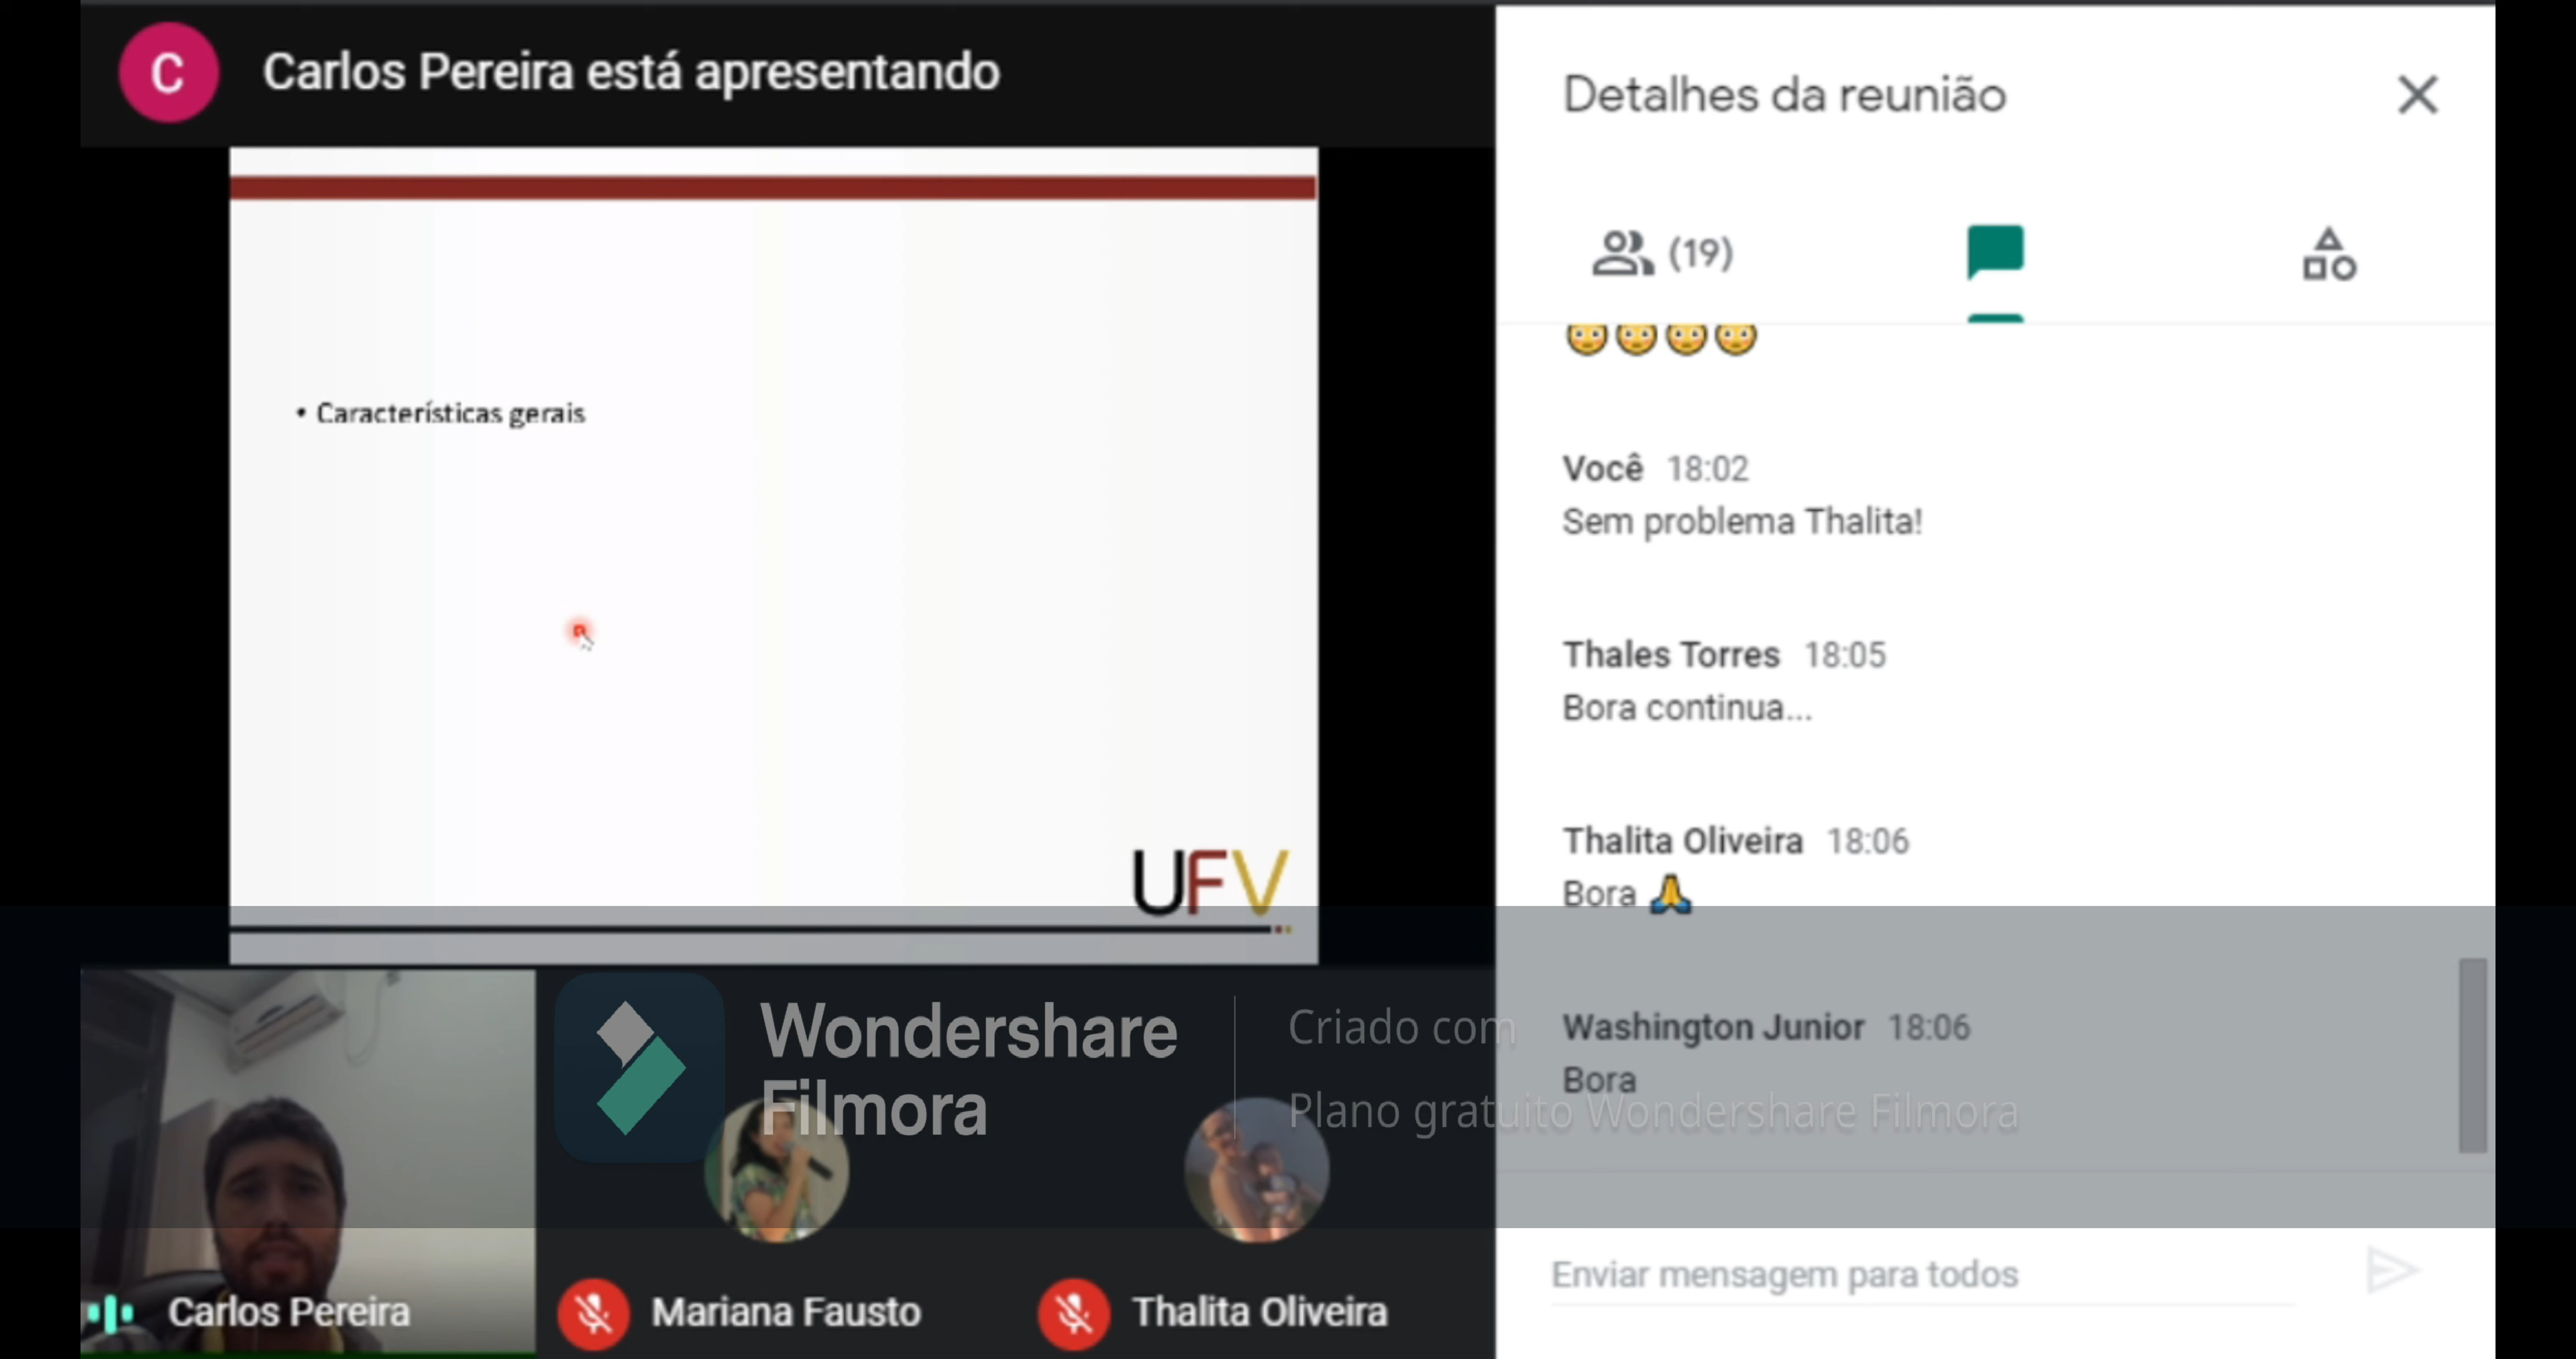 C
Carlos Pereira está apresentando
• Características gerais
UFV
Carlos Pereira
Mariana Fausto
Thalita Oliveira
Detalhes da reunião
(19)
😳😳😳😳
Você 18:02
Sem problema Thalita!
Thales Torres 18:05
Bora continua...
Thalita Oliveira 18:06
Bora 🙏
Washington Junior 18:06
Bora
Enviar mensagem para todos
Wondershare
Filmora
Criado com
Plano gratuito Wondershare Filmora